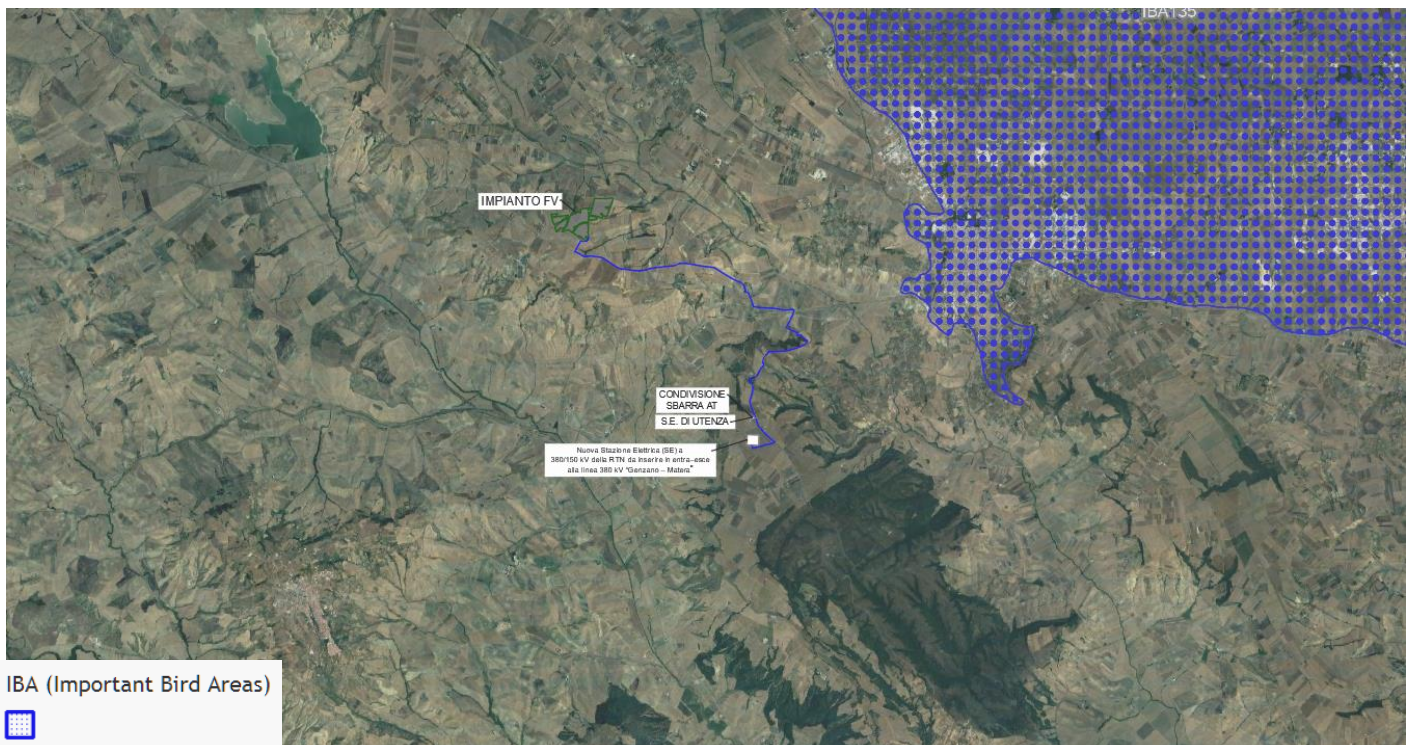 IBA135
IMPIANTO FV
CONDIVISIONE
SBARRA AT
S.E. DI UTENZA
Nuova Stazione Elettrica (SE) a
380/150 kV della RTN da inserire in entra-esce
alla linea 380 kV "Genzano – Matera"
IBA (Important Bird Areas)